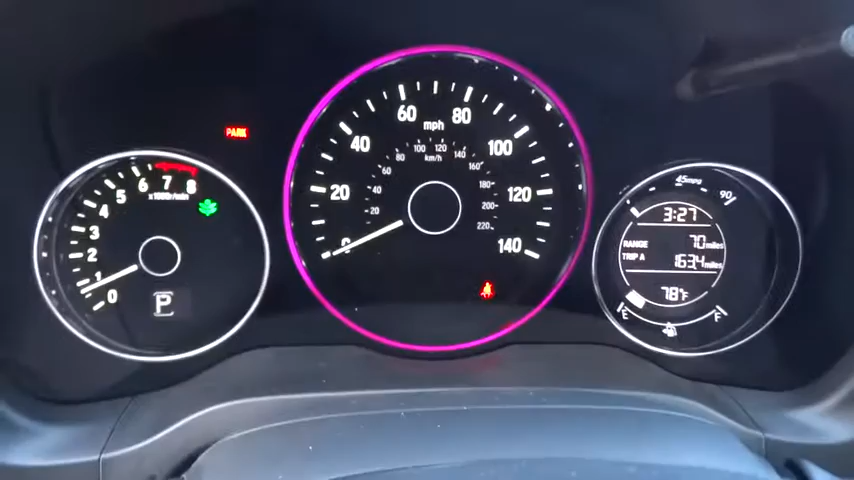 PARK
0 1 2 3 4 5 6 7 8
x1000r/min
P
0 20 40 60 80 100 120 140
mph
20 40 60 80 100 120 140 160 180 200 220
km/h
45mpg 90
3:27
RANGE 70 miles
TRIP A 163.4 miles
78°F
E F